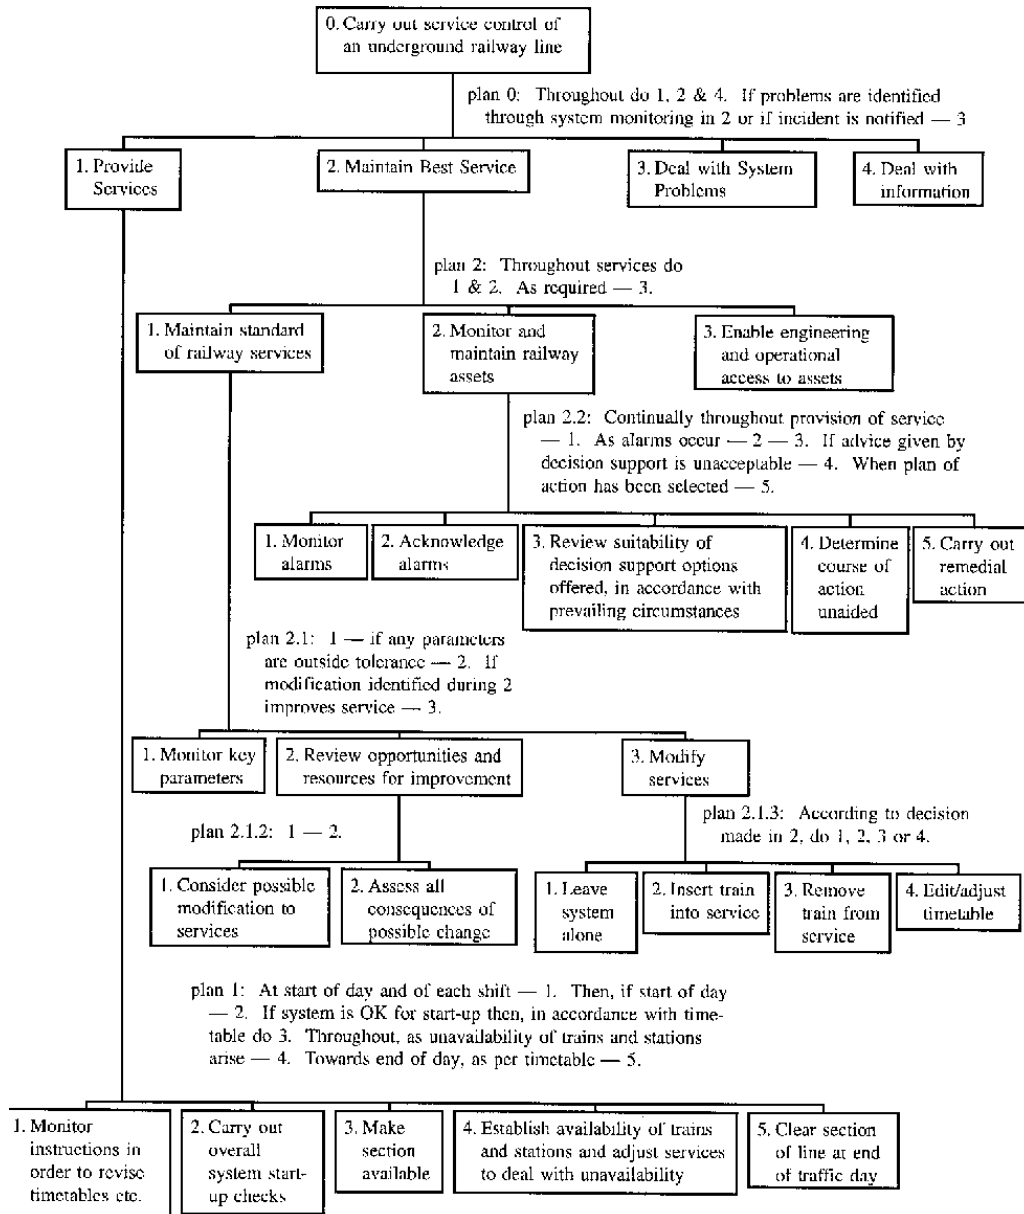 0. Carry out service control of
an underground railway line
plan 0: Throughout do 1, 2 & 4. If problems are identified
through system monitoring in 2 or if incident is notified — 3
1. Provide
Services
2. Maintain Best Service
3. Deal with System
Problems
4. Deal with
information
plan 2: Throughout services do
1 & 2. As required — 3.
1. Maintain standard
of railway services
2. Monitor and
maintain railway
assets
3. Enable engineering
and operational
access to assets
plan 2.2: Continually throughout provision of service
— 1. As alarms occur — 2 — 3. If advice given by
decision support is unacceptable — 4. When plan of
action has been selected — 5.
1. Monitor
alarms
2. Acknowledge
alarms
3. Review suitability of
decision support options
offered, in accordance with
prevailing circumstances
4. Determine
course of
action
unaided
5. Carry out
remedial
action
plan 2.1: 1 — if any parameters
are outside tolerance — 2. If
modification identified during 2
improves service — 3.
1. Monitor key
parameters
2. Review opportunities and
resources for improvement
3. Modify
services
plan 2.1.2: 1 — 2.
plan 2.1.3: According to decision
made in 2, do 1, 2, 3 or 4.
1. Consider possible
modification to
services
2. Assess all
consequences of
possible change
1. Leave
system
alone
2. Insert train
into service
3. Remove
train from
service
4. Edit/adjust
timetable
plan 1: At start of day and of each shift — 1. Then, if start of day
— 2. If system is OK for start-up then, in accordance with time-
table do 3. Throughout, as unavailability of trains and stations
arise — 4. Towards end of day, as per timetable — 5.
1. Monitor
instructions in
order to revise
timetables etc.
2. Carry out
overall
system start-
up checks
3. Make
section
available
4. Establish availability of trains
and stations and adjust services
to deal with unavailability
5. Clear section
of line at end
of traffic day